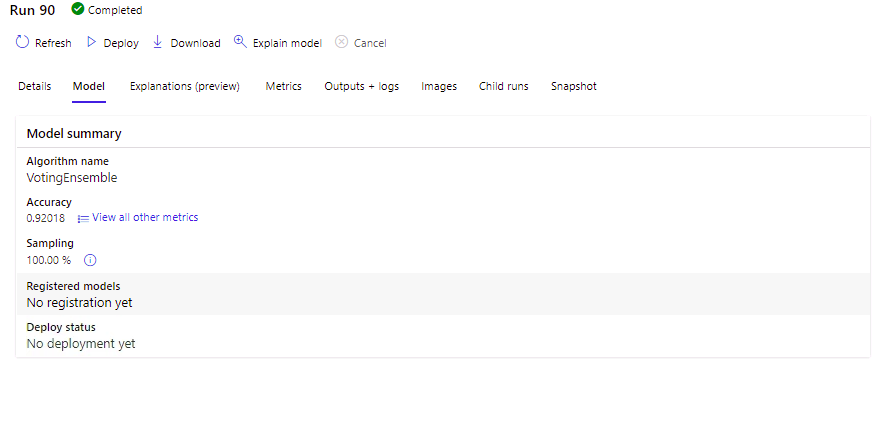 Run 90 Completed
Refresh Deploy Download Explain model Cancel
Details Model Explanations (preview) Metrics Outputs + logs Images Child runs Snapshot
Model summary
Algorithm name
VotingEnsemble
Accuracy
0.92018 View all other metrics
Sampling
100.00 %
Registered models
No registration yet
Deploy status
No deployment yet